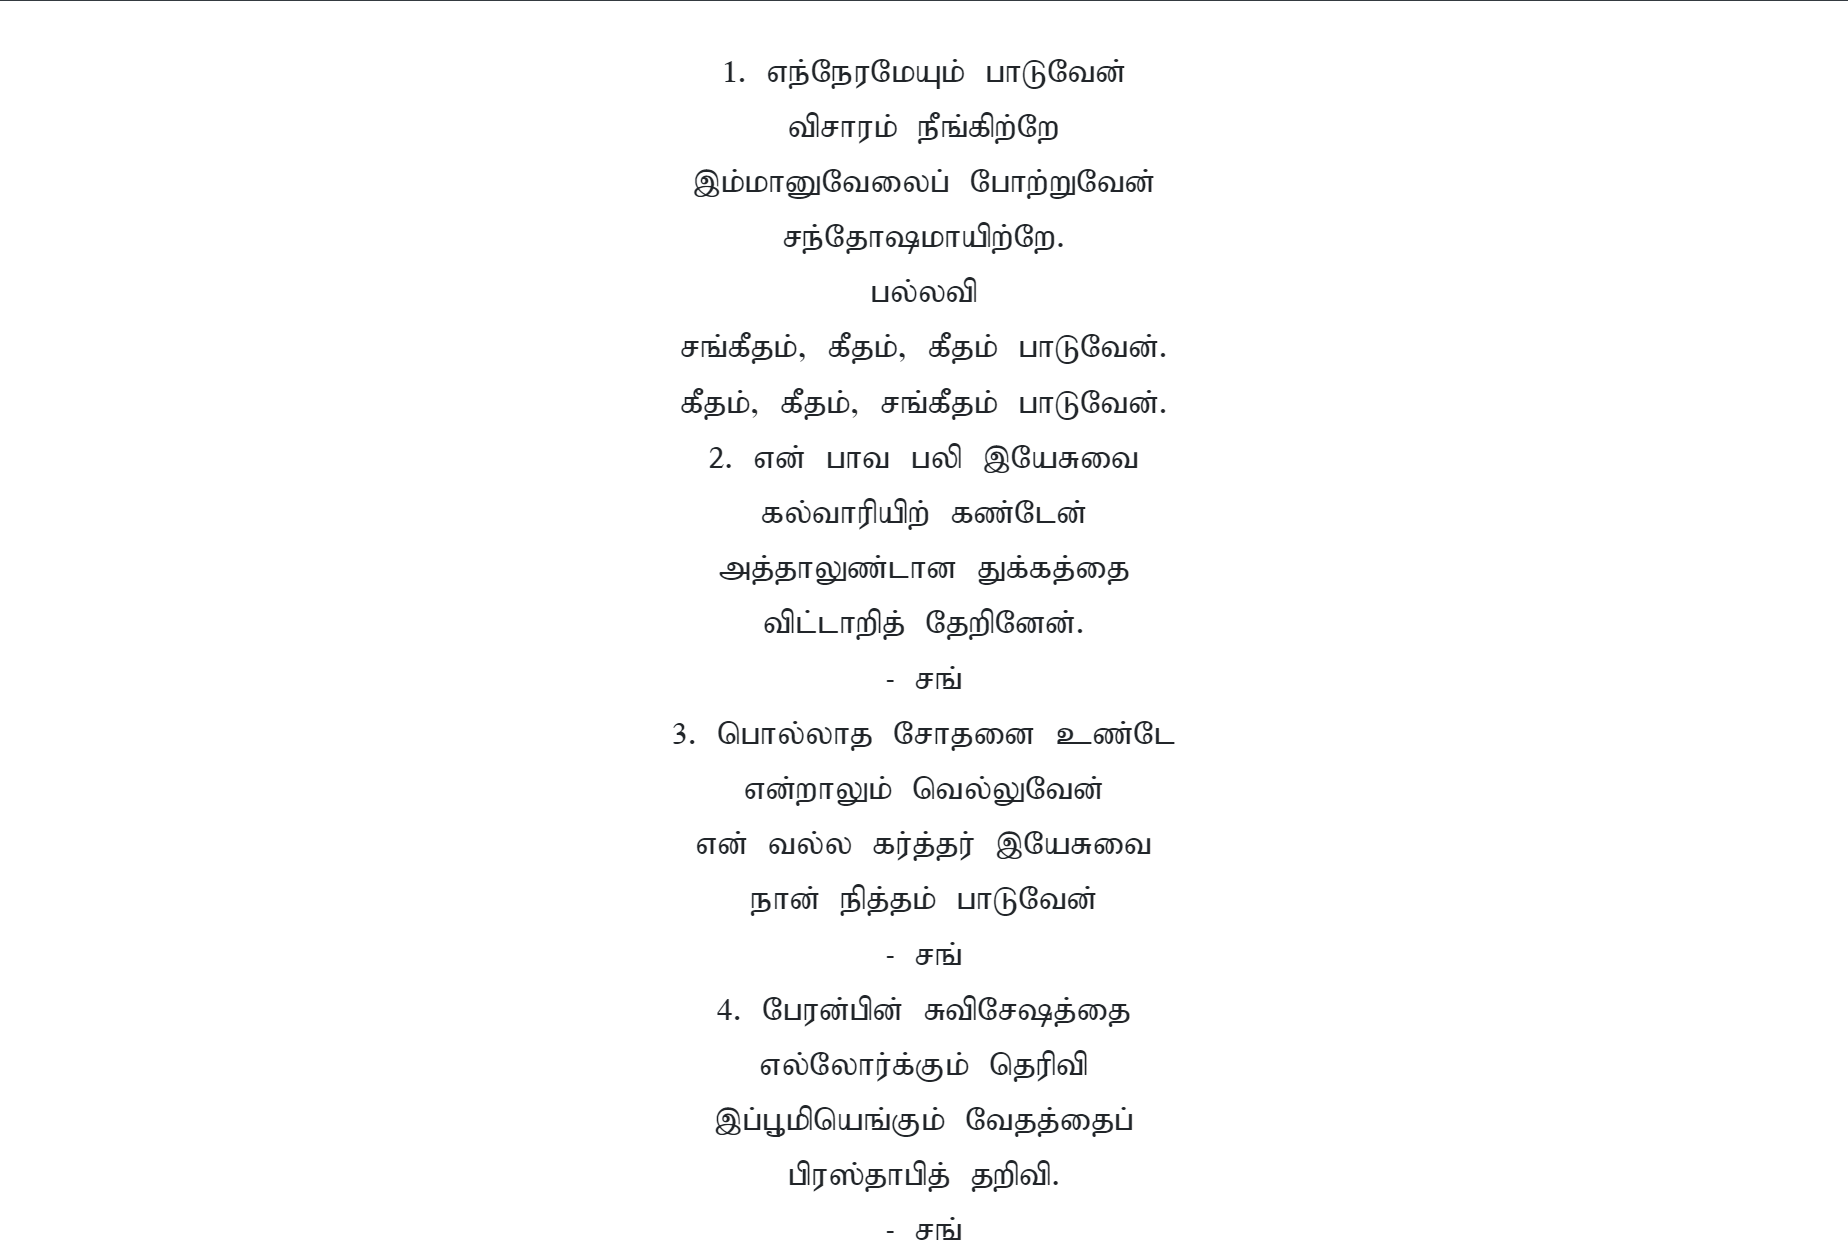 1. எந்நேரமேயும் பாடுவேன்
விசாரம் நீங்கிற்றே
இம்மானுவேலைப் போற்றுவேன்
சந்தோஷமாயிற்றே.
பல்லவி
சங்கீதம், கீதம், கீதம் பாடுவேன்.
கீதம், கீதம், சங்கீதம் பாடுவேன்.
2. என் பாவ பலி இயேசுவை
கல்வாரியிற் கண்டேன்
அத்தாலுண்டான துக்கத்தை
விட்டாறித் தேறினேன்.
- சங்
3. பொல்லாத சோதனை உண்டே
என்றாலும் வெல்லுவேன்
என் வல்ல கர்த்தர் இயேசுவை
நான் நித்தம் பாடுவேன்
- சங்
4. பேரன்பின் சுவிசேஷத்தை
எல்லோர்க்கும் தெரிவி
இப்பூமியெங்கும் வேதத்தைப்
பிரஸ்தாபித் தறிவி.
- சங்